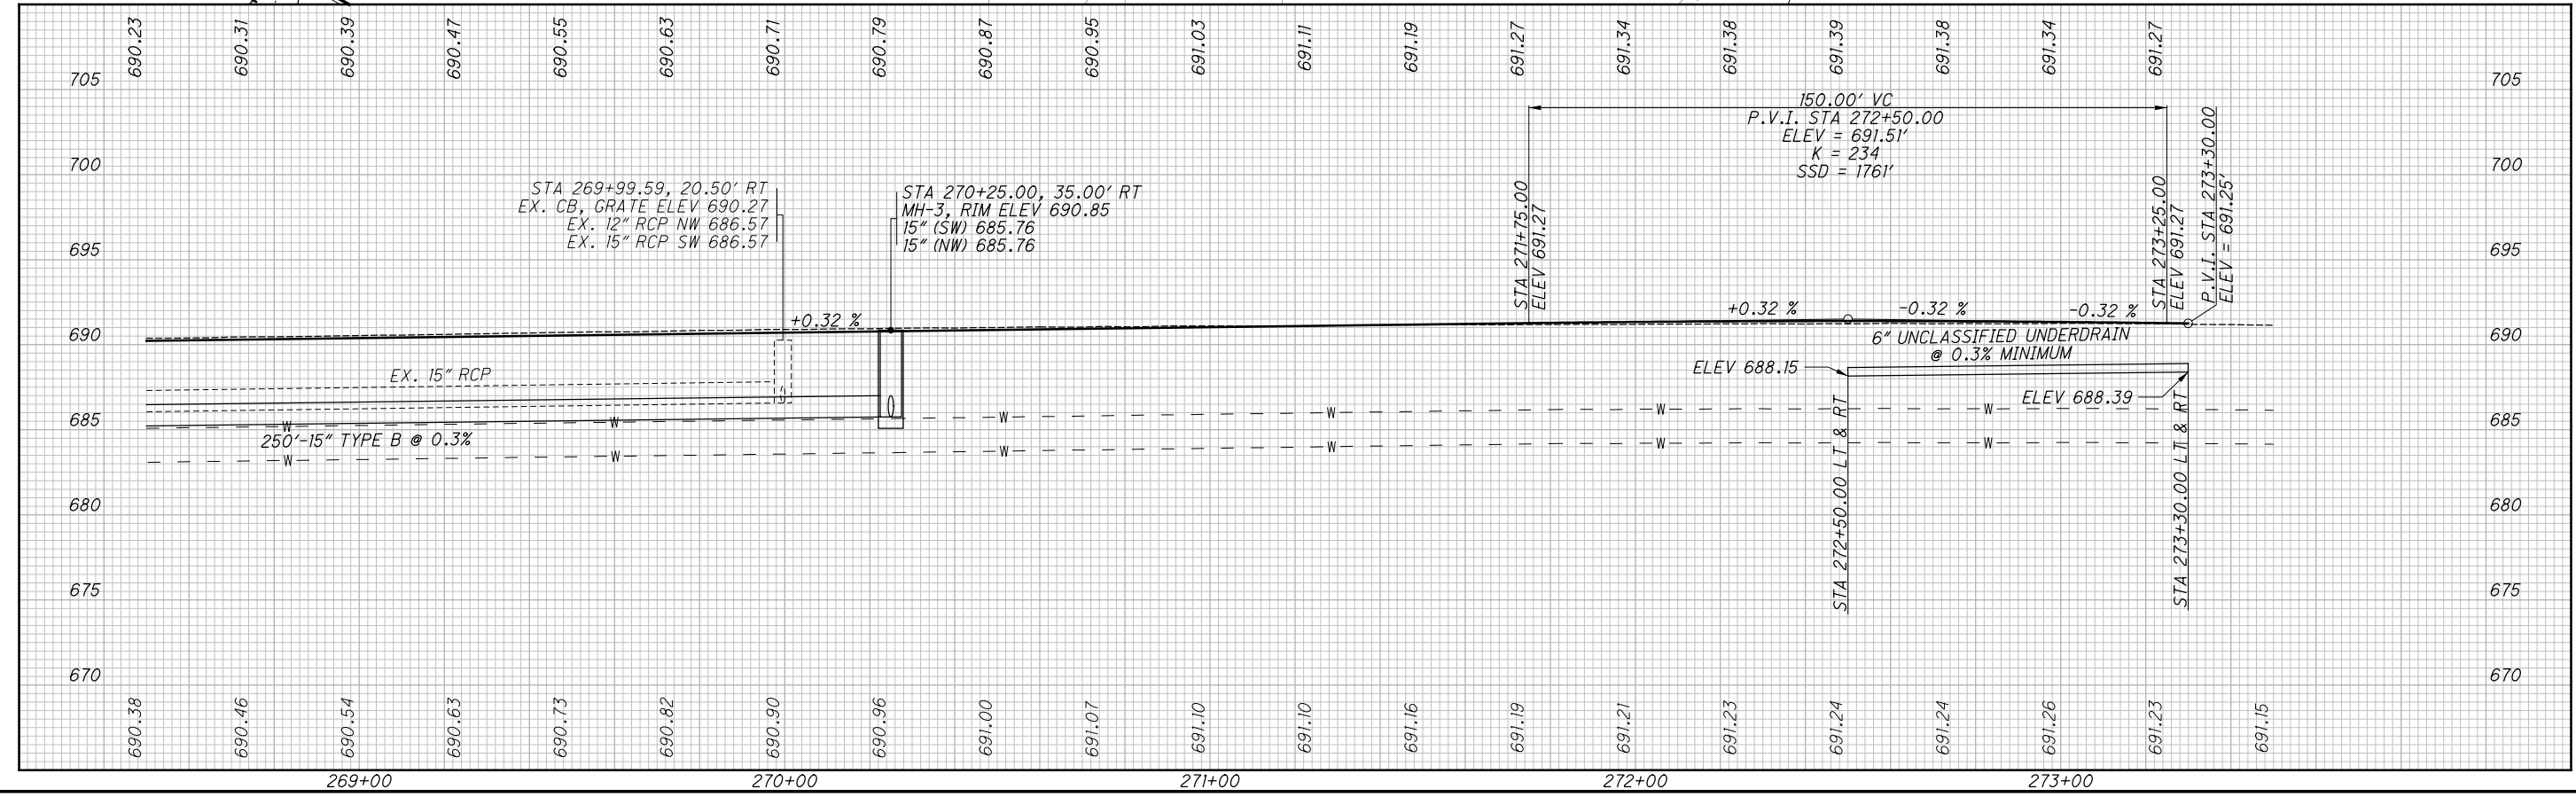 690.23 690.31 690.39 690.47 690.55 690.63 690.71 690.79 690.87 690.95 691.03 691.11 691.19 691.27 691.34 691.38 691.39 691.38 691.34 691.27
705 705
150.00' VC
P.V.I. STA 272+50.00
ELEV = 691.51'
K = 234
SSD = 1761'
700 700
STA 269+99.59, 20.50' RT
EX. CB, GRATE ELEV 690.27
EX. 12" RCP NW 686.57
EX. 15" RCP SW 686.57
STA 270+25.00, 35.00' RT
MH-3, RIM ELEV 690.85
15" (SW) 685.76
15" (NW) 685.76
STA 271+75.00
ELEV 691.27
STA 273+25.00
ELEV 691.27
P.V.I. STA 273+30.00
ELEV = 691.25'
695 695
+0.32 %
+0.32 %
-0.32 %
-0.32 %
690 690
6" UNCLASSIFIED UNDERDRAIN
@ 0.3% MINIMUM
EX. 15" RCP
ELEV 688.15
ELEV 688.39
685 685
W W W W W W
250'-15" TYPE B @ 0.3%
W W W W W W
STA 272+50.00 LT & RT
STA 273+30.00 LT & RT
680 680
675 675
670 670
690.38 690.46 690.54 690.63 690.73 690.82 690.90 690.96 691.00 691.07 691.10 691.10 691.16 691.19 691.21 691.23 691.24 691.24 691.26 691.23 691.15
269+00 270+00 271+00 272+00 273+00